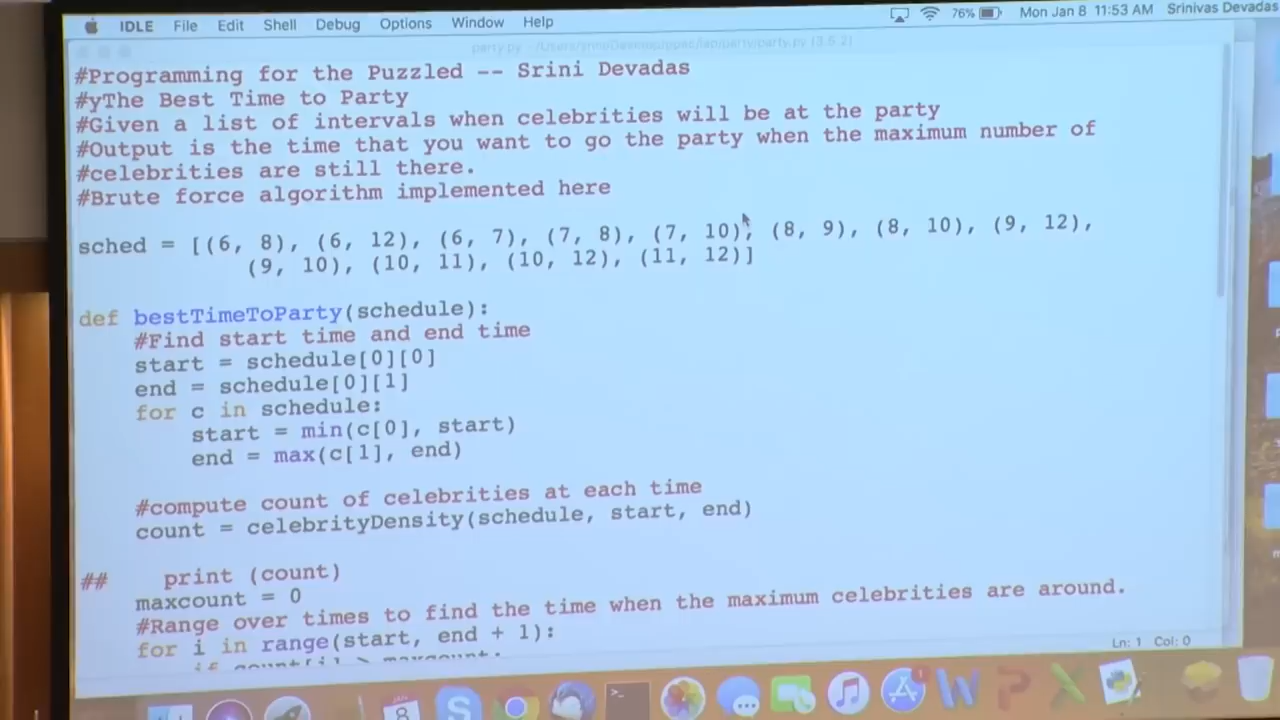 IDLE File Edit Shell Debug Options Window Help 76% Mon Jan 8 11:53 AM Srinivas Devadas
#Programming for the Puzzled -- Srini Devadas
#yThe Best Time to Party
#Given a list of intervals when celebrities will be at the party
#Output is the time that you want to go the party when the maximum number of
#celebrities are still there.
#Brute force algorithm implemented here
sched = [(6, 8), (6, 12), (6, 7), (7, 8), (7, 10), (8, 9), (8, 10), (9, 12),
(9, 10), (10, 11), (10, 12), (11, 12)]
def bestTimeToParty(schedule):
#Find start time and end time
start = schedule[0][0]
end = schedule[0][1]
for c in schedule:
start = min(c[0], start)
end = max(c[1], end)
#compute count of celebrities at each time
count = celebrityDensity(schedule, start, end)
## print (count)
maxcount = 0
#Range over times to find the time when the maximum celebrities are around.
for i in range(start, end + 1):
Ln: 1 Col: 0
8